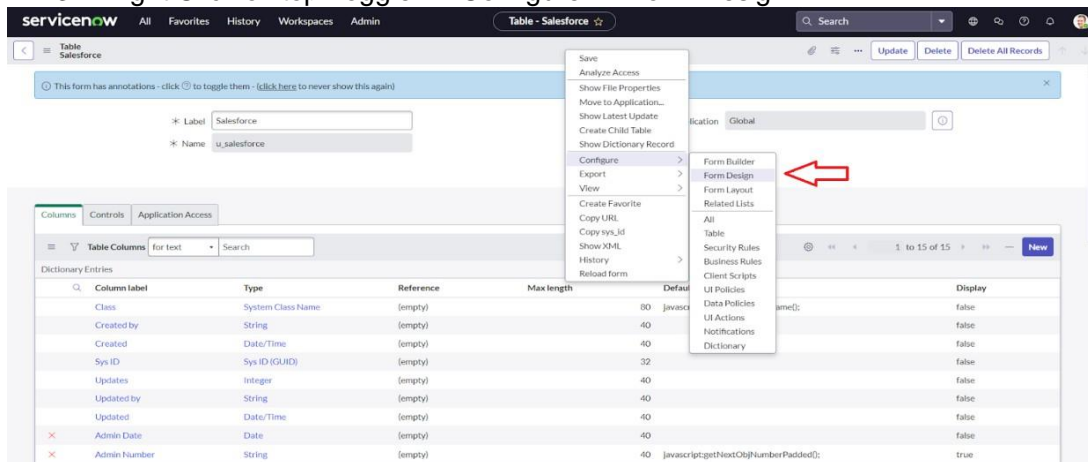 servicenow All Favorites History Workspaces Admin Table - Salesforce Search
Table
Salesforce
Update Delete Delete All Records
This form has annotations - click to toggle them - (click here to never show this again)
Label Salesforce
lication Global
Name u_salesforce
Save
Analyze Access
Show File Properties
Move to Application...
Show Latest Update
Create Child Table
Show Dictionary Record
Configure
Export
View
Create Favorite
Copy URL
Copy sys_id
Show XML
History
Reload form
Form Builder
Form Design
Form Layout
Related Lists
All
Table
Security Rules
Business Rules
Client Scripts
UI Policies
Data Policies
UI Actions
Notifications
Dictionary
Columns Controls Application Access
Table Columns for text Search 1 to 15 of 15 New
Dictionary Entries
Column label Type Reference Max length Defau Display
Class System Class Name (empty) 80 javasc ame(); false
Created by String (empty) 40 false
Created Date/Time (empty) 40 false
Sys ID Sys ID (GUID) (empty) 32 false
Updates Integer (empty) 40 false
Updated by String (empty) 40 false
Updated Date/Time (empty) 40 false
Admin Date Date (empty) 40 false
Admin Number String (empty) 40 javascript:getNextObjNumberPadded(); true